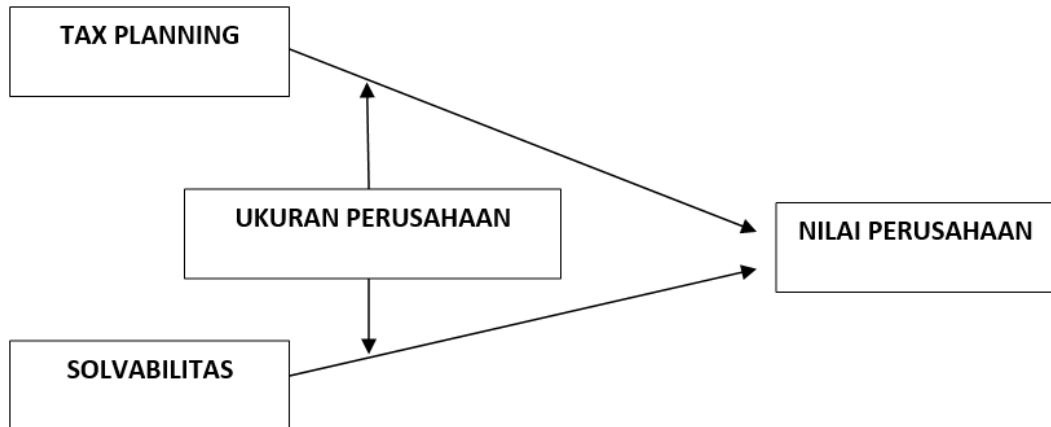 TAX PLANNING
UKURAN PERUSAHAAN
NILAI PERUSAHAAN
SOLVABILITAS